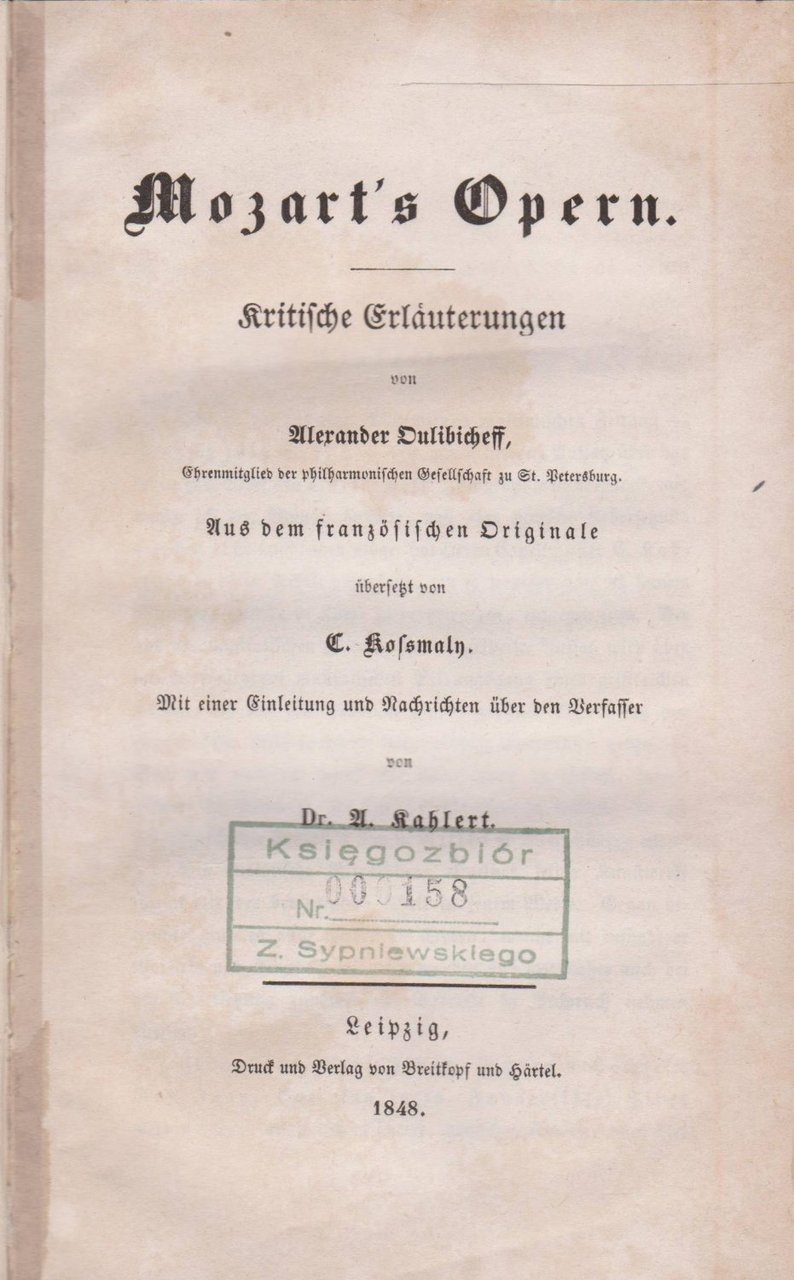 Mozart's Opern.
Kritische Erläuterungen
von
Alexander Oulibicheff,
Ehrenmitglied der philharmonischen Gesellschaft zu St. Petersburg.
Aus dem französischen Originale
übersetzt von
C. Kossmaly.
Mit einer Einleitung und Nachrichten über den Verfasser
von
Dr. A. Kahlert.
Księgozbiór
Nr. 000158
Z. Sypniewskiego
Leipzig,
Druck und Verlag von Breitkopf und Härtel.
1848.